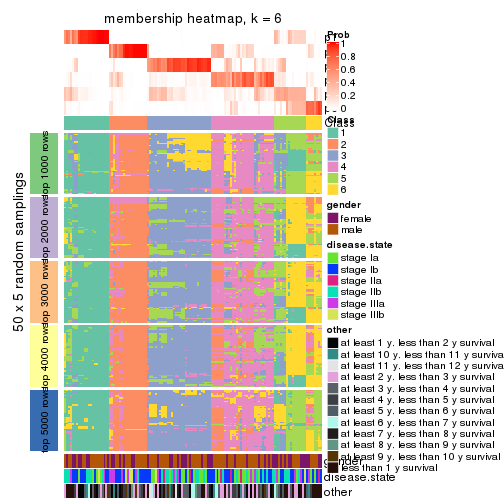 membership heatmap, k = 6
Prob
1
0.8
0.6
0.4
0.2
0
Class
Class
1
2
3
4
5
6
gender
female
male
disease.state
stage Ia
stage Ib
stage IIa
stage IIb
stage IIIa
stage IIIb
other
at least 1 y. less than 2 y survival
at least 10 y. less than 11 y survival
at least 11 y. less than 12 y survival
at least 2 y. less than 3 y survival
at least 3 y. less than 4 y survival
at least 4 y. less than 5 y survival
at least 5 y. less than 6 y survival
at least 6 y. less than 7 y survival
at least 7 y. less than 8 y survival
at least 8 y. less than 9 y survival
at least 9 y. less than 10 y survival
less than 1 y survival
50 x 5 random samplings
top 1000 rows
top 2000 rows
top 3000 rows
top 4000 rows
top 5000 rows
gender
disease.state
other